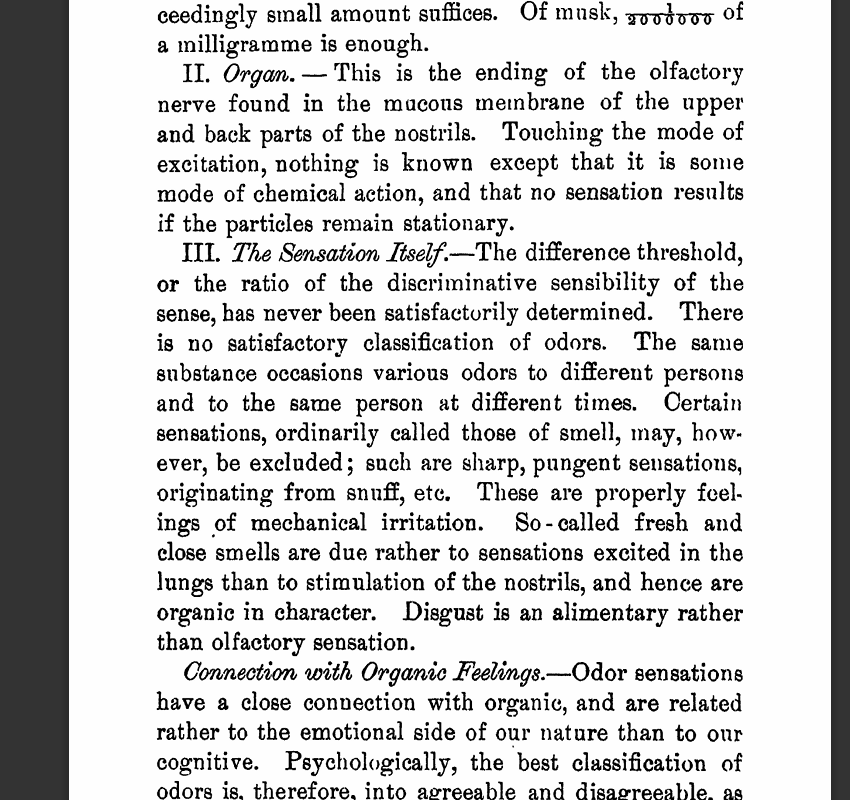 ceedingly small amount suffices. Of musk, of
a milligramme is enough.
II. Organ. — This is the ending of the olfactory
nerve found in the mucous membrane of the upper
and back parts of the nostrils. Touching the mode of
excitation, nothing is known except that it is some
mode of chemical action, and that no sensation results
if the particles remain stationary.
III. The Sensation Itself.—The difference threshold,
or the ratio of the discriminative sensibility of the
sense, has never been satisfactorily determined. There
is no satisfactory classification of odors. The same
substance occasions various odors to different persons
and to the same person at different times. Certain
sensations, ordinarily called those of smell, may, how-
ever, be excluded; such are sharp, pungent sensations,
originating from snuff, etc. These are properly feel-
ings of mechanical irritation. So-called fresh and
close smells are due rather to sensations excited in the
lungs than to stimulation of the nostrils, and hence are
organic in character. Disgust is an alimentary rather
than olfactory sensation.
Connection with Organic Feelings.—Odor sensations
have a close connection with organic, and are related
rather to the emotional side of our nature than to our
cognitive. Psychologically, the best classification of
odors is, therefore, into agreeable and disagreeable, as